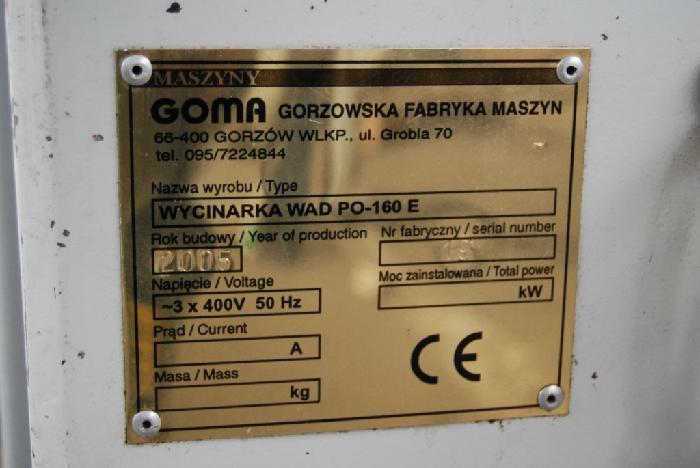 MASZYNY
GOMA GORZOWSKA FABRYKA MASZYN
66-400 GORZÓW WLKP., ul. Grobla 70
tel. 095/7224844
Nazwa wyrobu / Type
WYCINARKA WAD PO-160 E
Rok budowy / Year of production
2005
Nr fabryczny / serial number
Napięcie / Voltage
~3 x 400V 50 Hz
Moc zainstalowana / Total power
kW
Prąd / Current
A
Masa / Mass
kg
CE